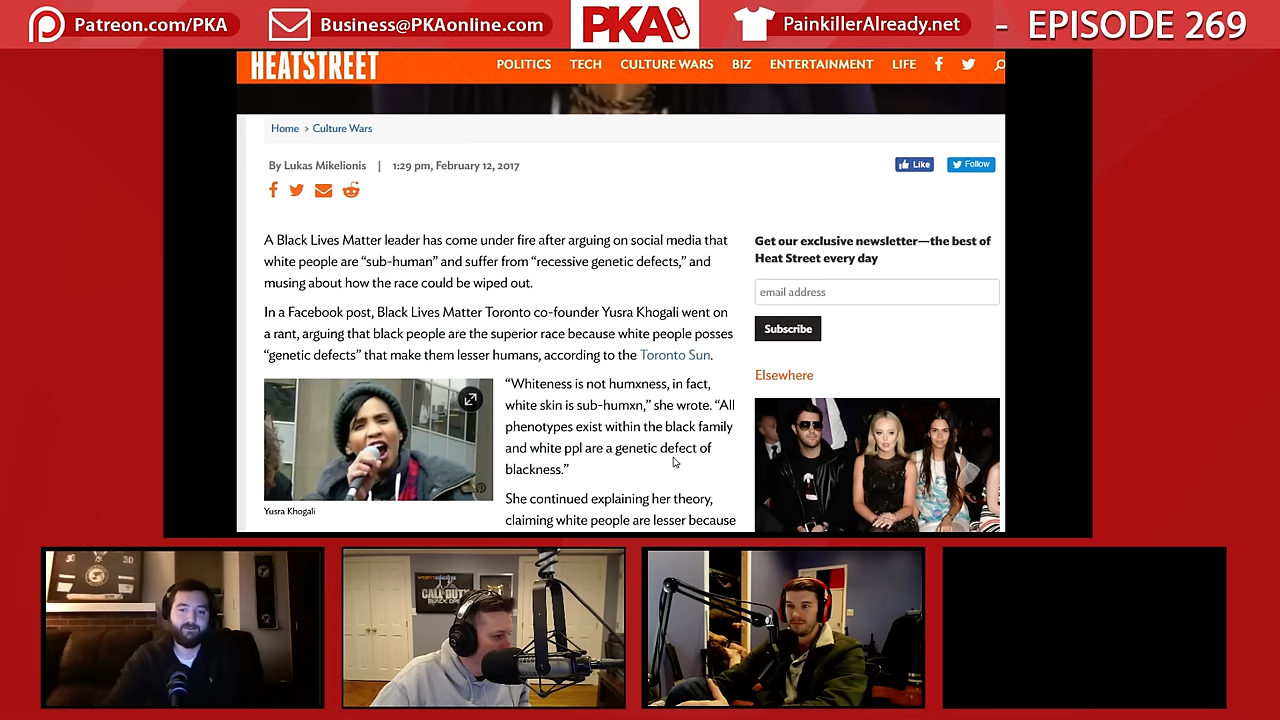 Patreon.com/PKA
Business@PKAonline.com
PKA
PainkillerAlready.net
- EPISODE 269
HEATSTREET
POLITICS TECH CULTURE WARS BIZ ENTERTAINMENT LIFE
Home > Culture Wars
By Lukas Mikelionis | 1:29 pm, February 12, 2017
Like
Follow
A Black Lives Matter leader has come under fire after arguing on social media that
white people are “sub-human” and suffer from “recessive genetic defects,” and
musing about how the race could be wiped out.
In a Facebook post, Black Lives Matter Toronto co-founder Yusra Khogali went on
a rant, arguing that black people are the superior race because white people posses
“genetic defects” that make them lesser humans, according to the Toronto Sun.
“Whiteness is not humxness, in fact,
white skin is sub-humxn,” she wrote. “All
phenotypes exist within the black family
and white ppl are a genetic defect of
blackness.”
She continued explaining her theory,
claiming white people are lesser because
Yusra Khogali
Get our exclusive newsletter—the best of
Heat Street every day
email address
Subscribe
Elsewhere
30
30
CALL OF DUTY
BLACK OPS